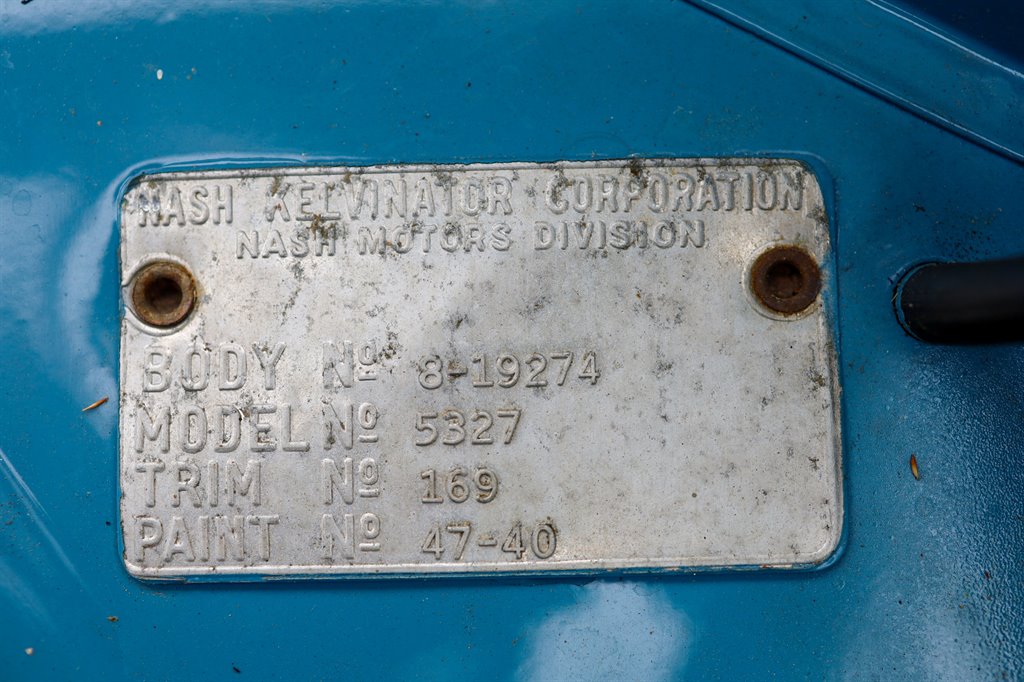 NASH KELVINATOR CORPORATION
NASH MOTORS DIVISION
BODY Nº 8-19274
MODEL Nº 5327
TRIM Nº 169
PAINT Nº 47-40